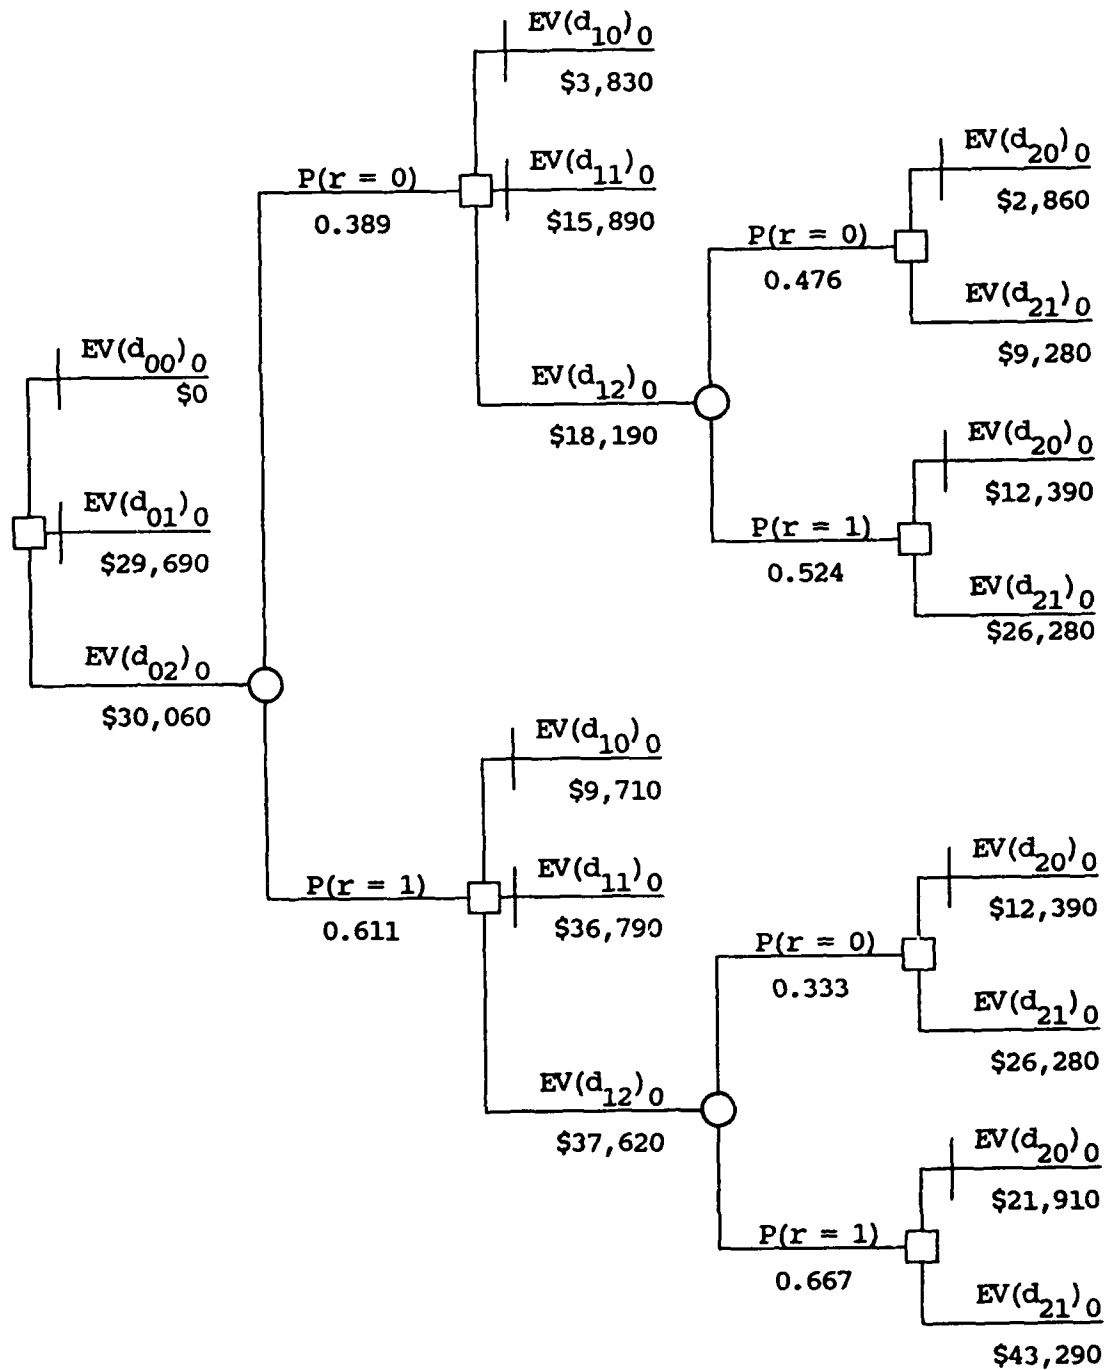 EV(d₁₀)₀
$3,830
EV(d₁₁)₀
$15,890
P(r = 0)
0.389
EV(d₂₀)₀
$2,860
P(r = 0)
0.476
EV(d₂₁)₀
$9,280
EV(d₀₀)₀
$0
EV(d₁₂)₀
$18,190
EV(d₂₀)₀
$12,390
EV(d₀₁)₀
$29,690
P(r = 1)
0.524
EV(d₂₁)₀
$26,280
EV(d₀₂)₀
$30,060
EV(d₁₀)₀
$9,710
EV(d₁₁)₀
$36,790
P(r = 1)
0.611
EV(d₂₀)₀
$12,390
P(r = 0)
0.333
EV(d₂₁)₀
$26,280
EV(d₁₂)₀
$37,620
EV(d₂₀)₀
$21,910
P(r = 1)
0.667
EV(d₂₁)₀
$43,290